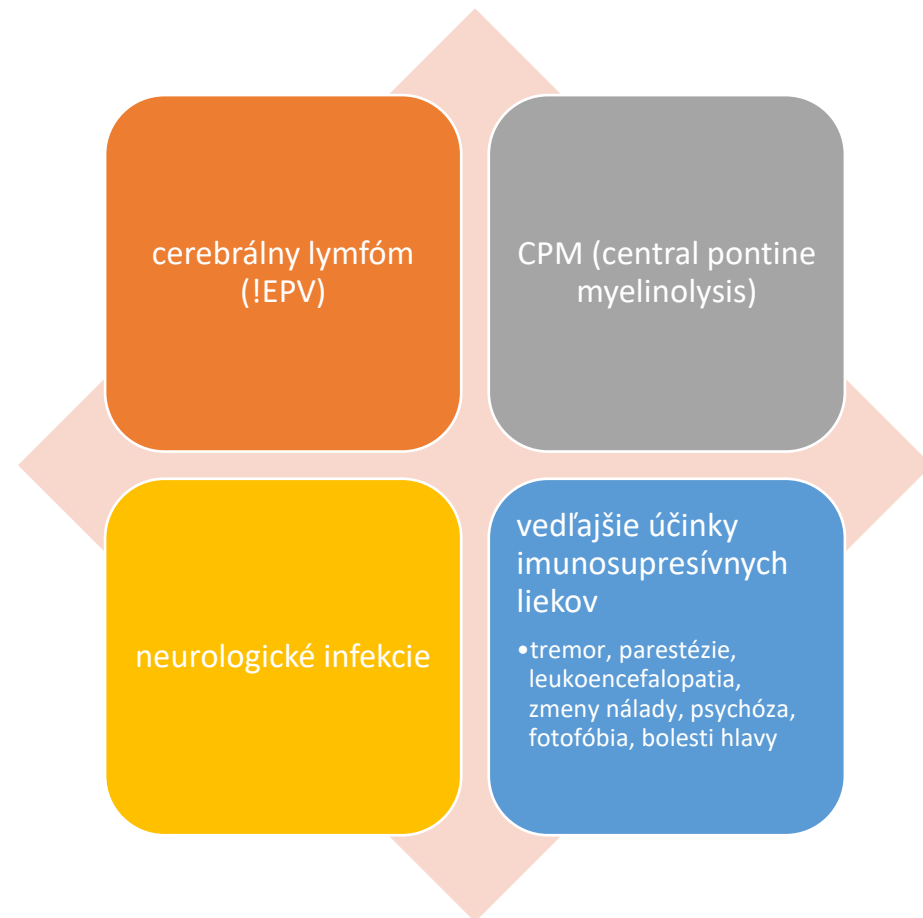 cerebrálny lymfóm
(!EPV)
CPM (central pontine
myelinolysis)
neurologické infekcie
vedľajšie účinky
imunosupresívnych
liekov
•tremor, parestézie,
leukoencefalopatia,
zmeny nálady, psychóza,
fotofóbia, bolesti hlavy